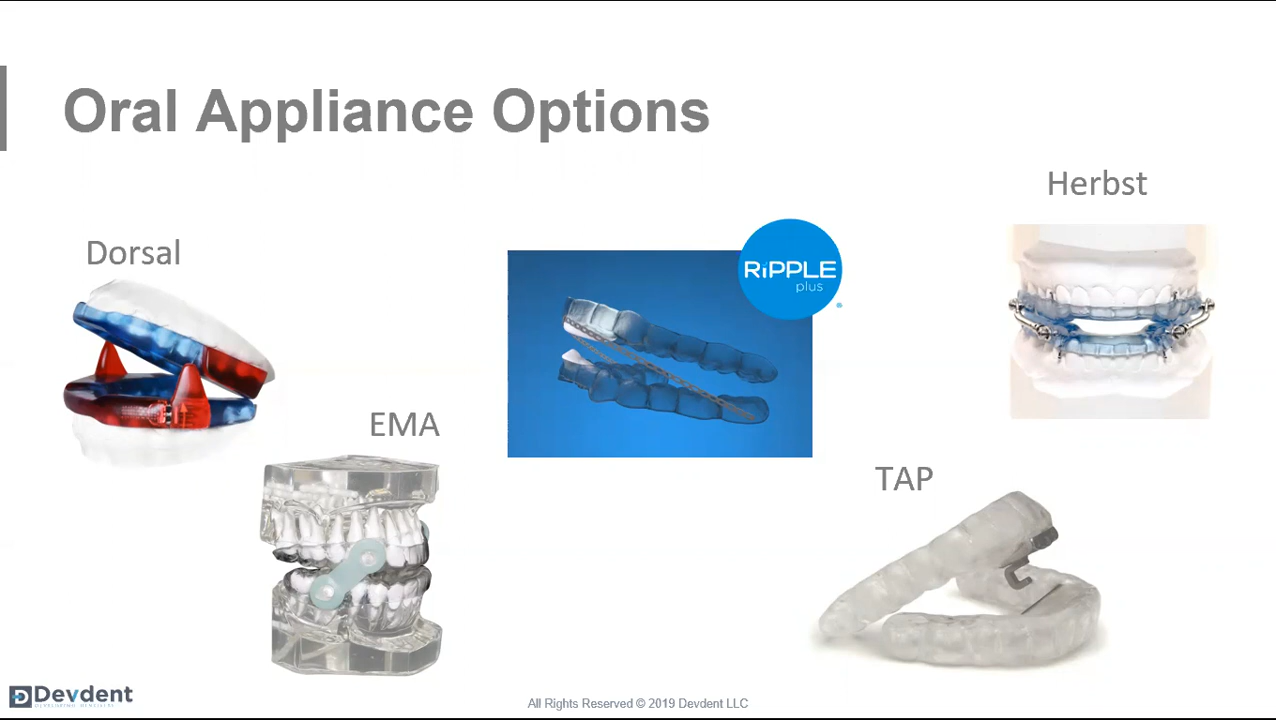 Oral Appliance Options
Herbst
Dorsal
RiPPLE
plus
EMA
TAP
Devdent
All Rights Reserved © 2019 Devdent LLC